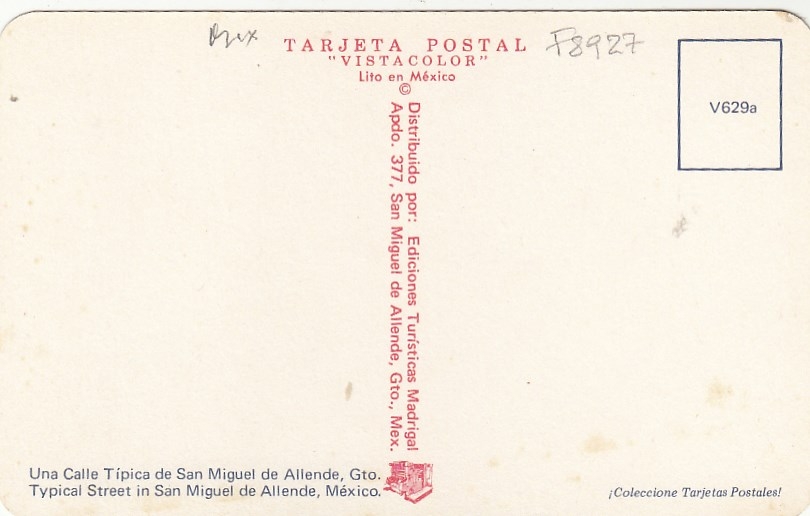 TARJETA POSTAL
F8927
"VISTACOLOR"
Lito en México
©
V629a
Distribuido por: Ediciones Turísticas Madrigal
Apdo. 377, San Miguel de Allende, Gto., Mex.
Una Calle Típica de San Miguel de Allende, Gto.
Typical Street in San Miguel de Allende, México.
¡Coleccione Tarjetas Postales!